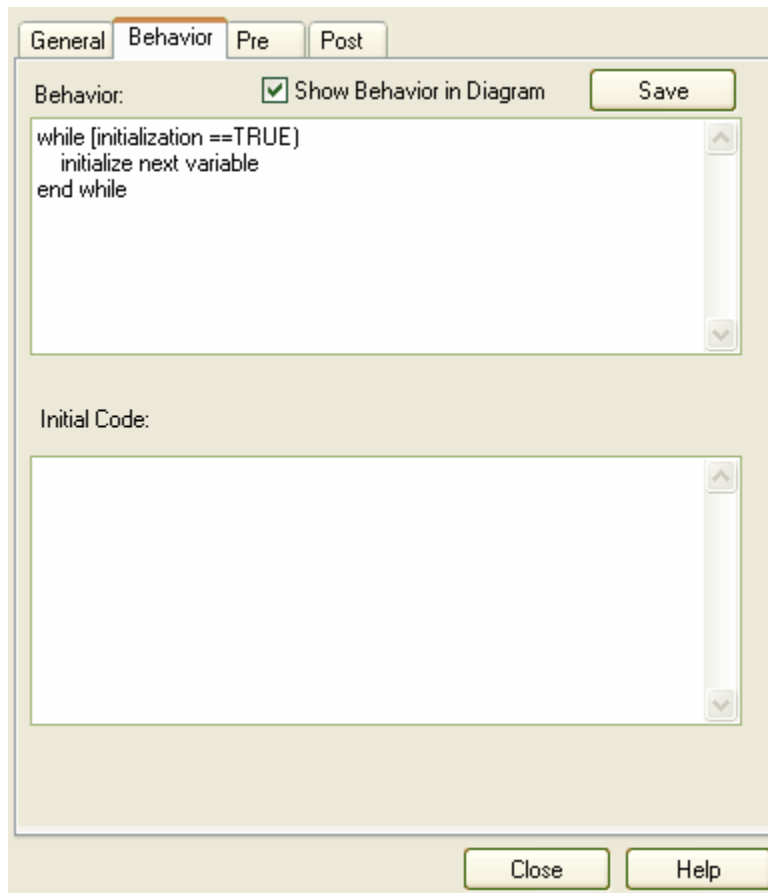 General Behavior Pre Post
Behavior: Show Behavior in Diagram Save
while (initialization ==TRUE)
initialize next variable
end while
Initial Code:
Close Help